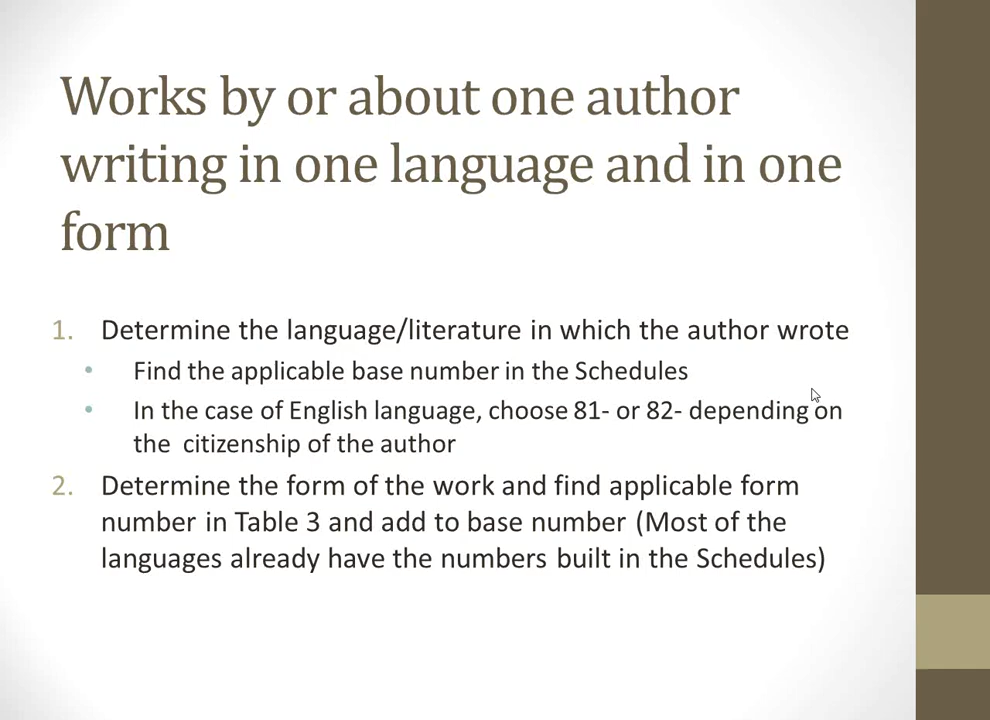 Works by or about one author
writing in one language and in one
form
1. Determine the language/literature in which the author wrote
• Find the applicable base number in the Schedules
• In the case of English language, choose 81- or 82- depending on
the citizenship of the author
2. Determine the form of the work and find applicable form
number in Table 3 and add to base number (Most of the
languages already have the numbers built in the Schedules)